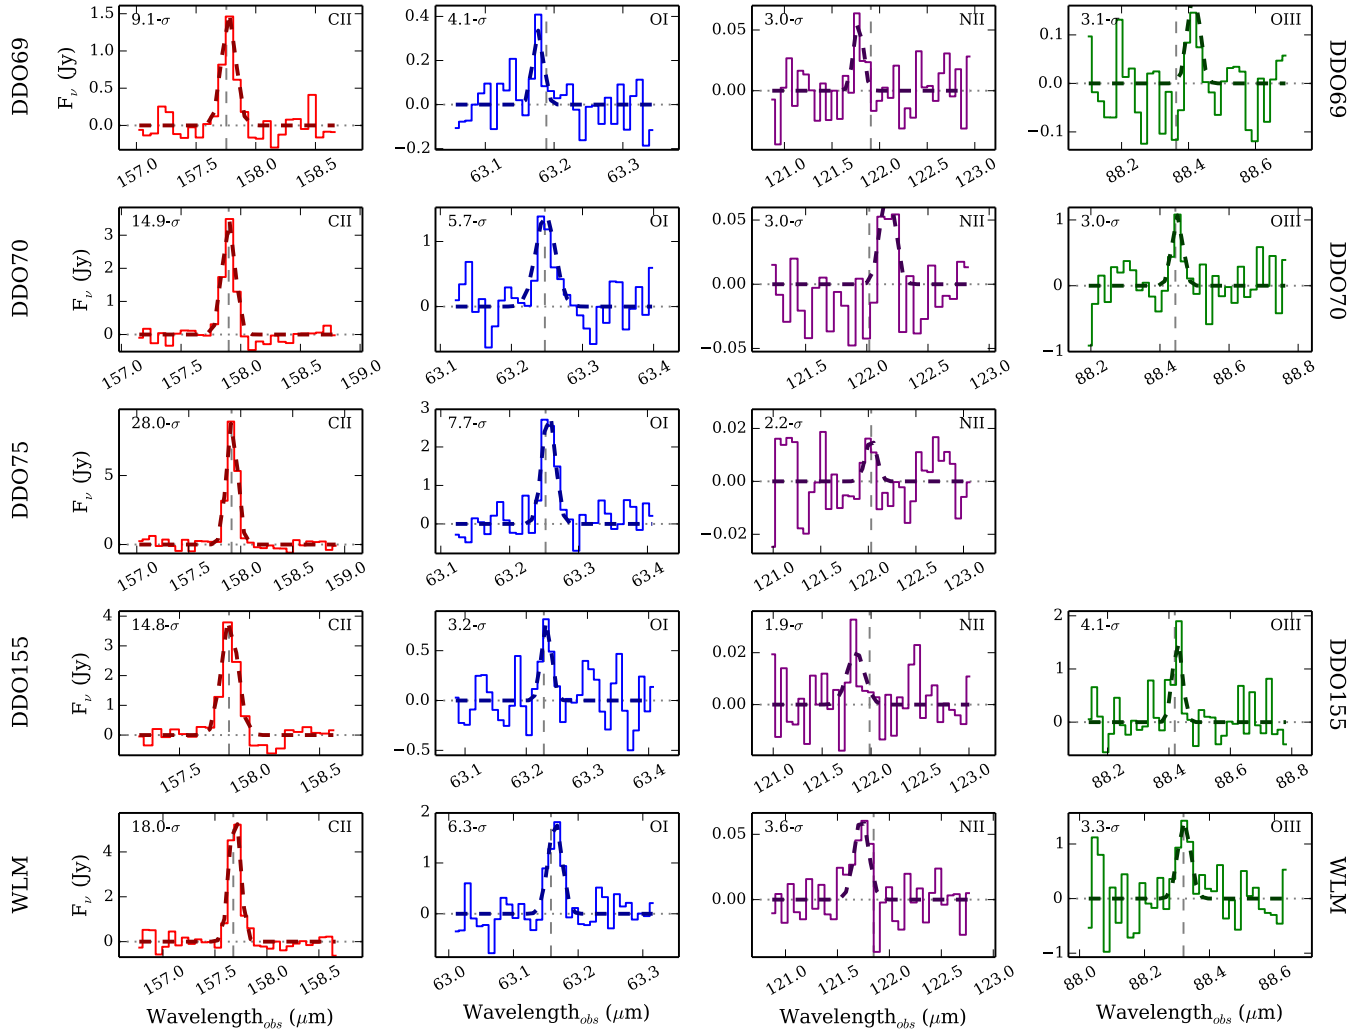 DDO69
F_ν (Jy)
9.1-σ CII
1.5
1.0
0.5
0.0
157.0 157.5 158.0 158.5
4.1-σ OI
0.4
0.2
0.0
−0.2
63.1 63.2 63.3
3.0-σ NII
0.05
0.00
121.0 121.5 122.0 122.5 123.0
3.1-σ OIII
0.1
0.0
−0.1
88.2 88.4 88.6
DDO69
DDO70
F_ν (Jy)
14.9-σ CII
3
2
1
0
157.0 157.5 158.0 158.5 159.0
5.7-σ OI
1
0
63.1 63.2 63.3 63.4
3.0-σ NII
0.05
0.00
−0.05
121.5 122.0 122.5 123.0
3.0-σ OIII
1
0
−1
88.2 88.4 88.6 88.8
DDO70
DDO75
F_ν (Jy)
28.0-σ CII
5
0
157.0 157.5 158.0 158.5 159.0
7.7-σ OI
3
2
1
0
63.1 63.2 63.3 63.4
2.2-σ NII
0.02
0.00
−0.02
121.0 121.5 122.0 122.5 123.0
DDO155
F_ν (Jy)
14.8-σ CII
4
3
2
1
0
157.5 158.0 158.5
3.2-σ OI
0.5
0.0
−0.5
63.1 63.2 63.3 63.4
1.9-σ NII
0.02
0.00
121.0 121.5 122.0 122.5 123.0
4.1-σ OIII
2
1
0
88.2 88.4 88.6 88.8
DDO155
WLM
F_ν (Jy)
18.0-σ CII
4
2
0
157.0 157.5 158.0 158.5
6.3-σ OI
2
1
0
63.0 63.1 63.2 63.3
3.6-σ NII
0.05
0.00
121.0 121.5 122.0 122.5 123.0
3.3-σ OIII
1
0
−1
88.0 88.2 88.4 88.6
WLM
Wavelength_obs (μm)
Wavelength_obs (μm)
Wavelength_obs (μm)
Wavelength_obs (μm)